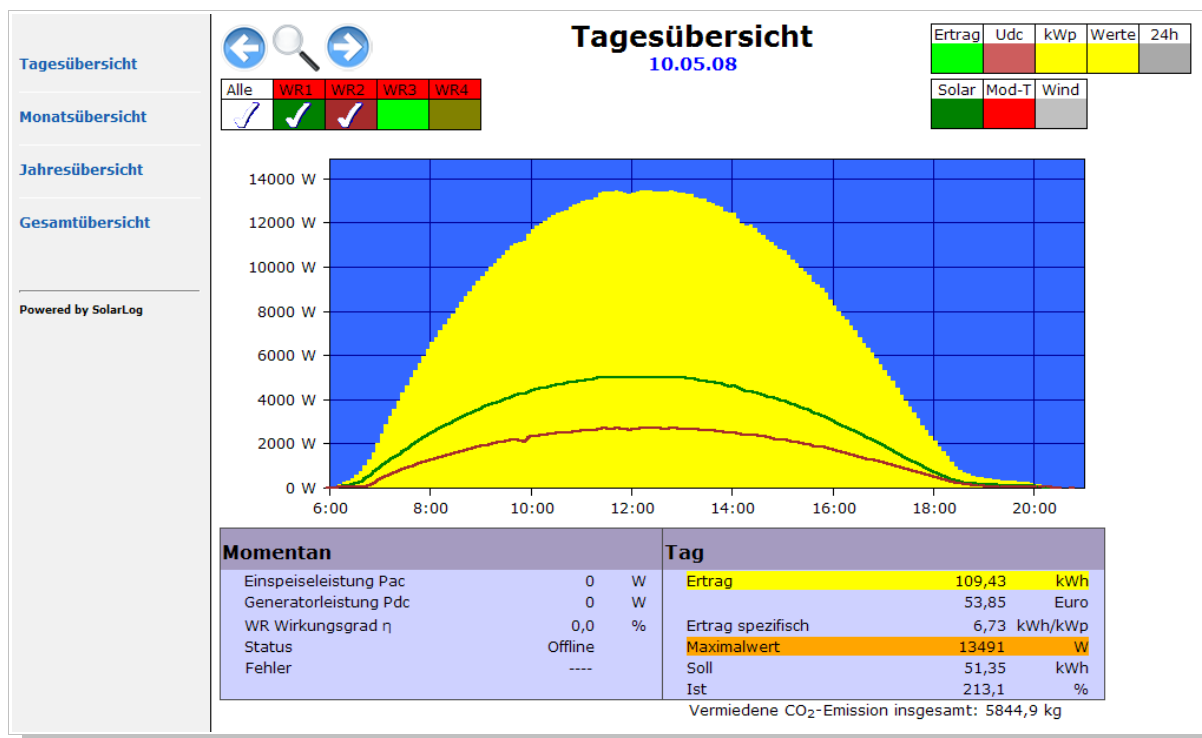 Tagesübersicht
Monatsübersicht
Jahresübersicht
Gesamtübersicht
Powered by SolarLog
Tagesübersicht
10.05.08
Alle WR1 WR2 WR3 WR4
Ertrag Udc kWp Werte 24h
Solar Mod-T Wind
14000 W
12000 W
10000 W
8000 W
6000 W
4000 W
2000 W
0 W
6:00 8:00 10:00 12:00 14:00 16:00 18:00 20:00
Momentan
Einspeiseleistung Pac 0 W
Generatorleistung Pdc 0 W
WR Wirkungsgrad η 0,0 %
Status Offline
Fehler ----
Tag
Ertrag 109,43 kWh
53,85 Euro
Ertrag spezifisch 6,73 kWh/kWp
Maximalwert 13491 W
Soll 51,35 kWh
Ist 213,1 %
Vermiedene CO₂-Emission insgesamt: 5844,9 kg